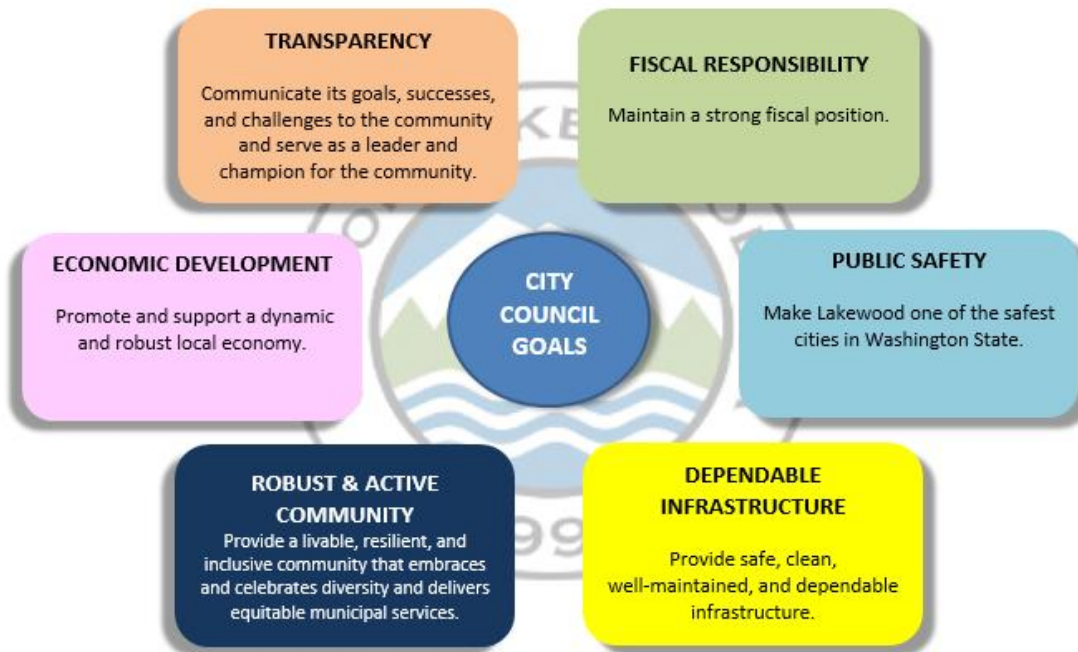 TRANSPARENCY
Communicate its goals, successes,
and challenges to the community
and serve as a leader and
champion for the community.
FISCAL RESPONSIBILITY
Maintain a strong fiscal position.
ECONOMIC DEVELOPMENT
Promote and support a dynamic
and robust local economy.
CITY
COUNCIL
GOALS
PUBLIC SAFETY
Make Lakewood one of the safest
cities in Washington State.
ROBUST & ACTIVE
COMMUNITY
Provide a livable, resilient, and
inclusive community that embraces
and celebrates diversity and delivers
equitable municipal services.
DEPENDABLE
INFRASTRUCTURE
Provide safe, clean,
well-maintained, and dependable
infrastructure.